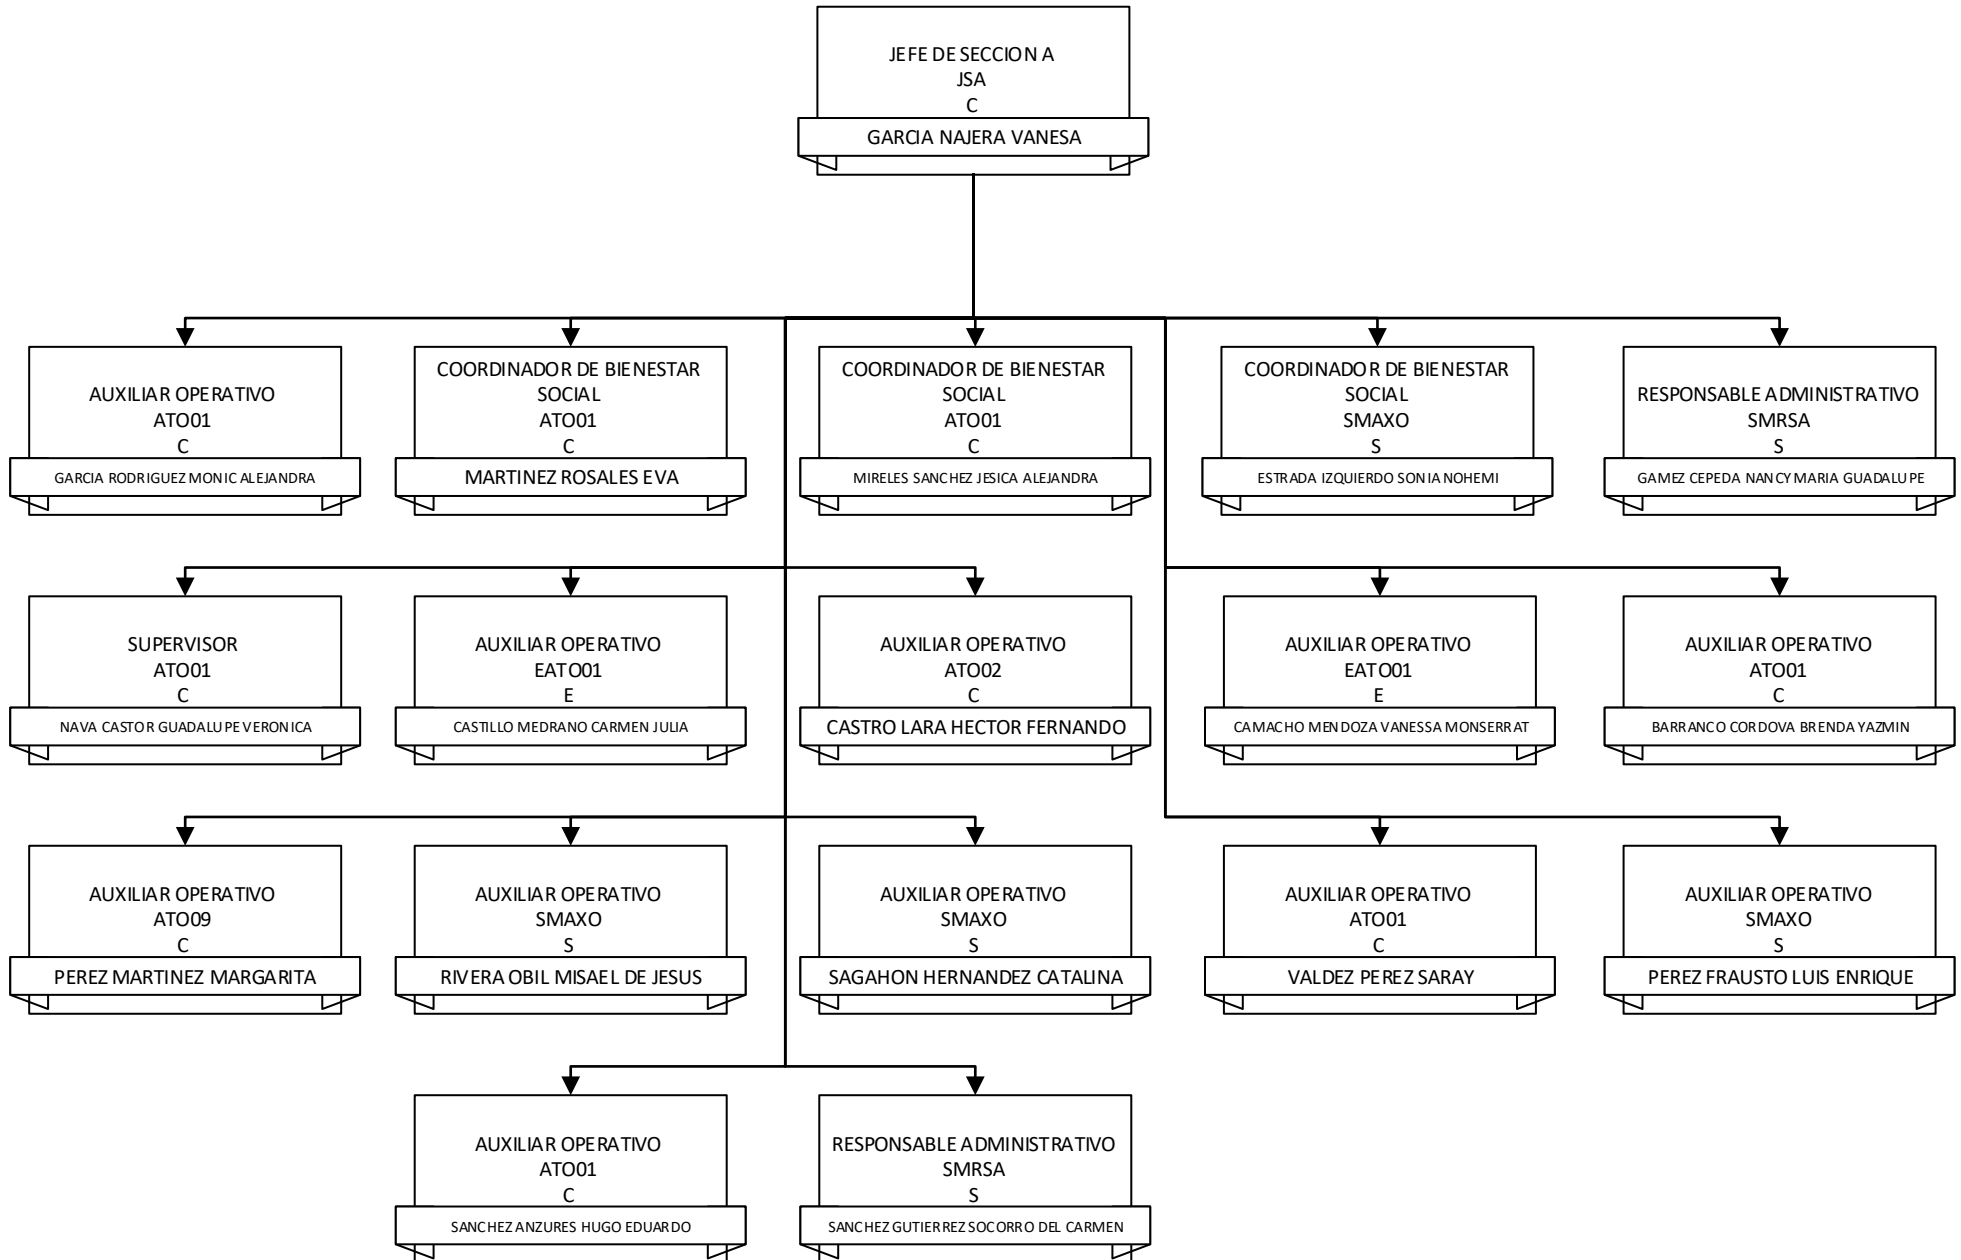 JEFE DE SECCION A
JSA
C
GARCIA NAJERA VANESA
AUXILIAR OPERATIVO
ATO01
C
GARCIA RODRIGUEZ MONIC ALEJANDRA
COORDINADOR DE BIENESTAR
SOCIAL
ATO01
C
MARTINEZ ROSALES EVA
COORDINADOR DE BIENESTAR
SOCIAL
ATO01
C
MIRELES SANCHEZ JESICA ALEJANDRA
COORDINADOR DE BIENESTAR
SOCIAL
SMAXO
S
ESTRADA IZQUIERDO SONIA NOHEMI
RESPONSABLE ADMINISTRATIVO
SMRSA
S
GAMEZ CEPEDA NANCY MARIA GUADALUPE
SUPERVISOR
ATO01
C
NAVA CASTOR GUADALUPE VERONICA
AUXILIAR OPERATIVO
EATO01
E
CASTILLO MEDRANO CARMEN JULIA
AUXILIAR OPERATIVO
ATO02
C
CASTRO LARA HECTOR FERNANDO
AUXILIAR OPERATIVO
EATO01
E
CAMACHO MENDOZA VANESSA MONSERRAT
AUXILIAR OPERATIVO
ATO01
C
BARRANCO CORDOVA BRENDA YAZMIN
AUXILIAR OPERATIVO
ATO09
C
PEREZ MARTINEZ MARGARITA
AUXILIAR OPERATIVO
SMAXO
S
RIVERA OBIL MISAEL DE JESUS
AUXILIAR OPERATIVO
SMAXO
S
SAGAHON HERNANDEZ CATALINA
AUXILIAR OPERATIVO
ATO01
C
VALDEZ PEREZ SARAY
AUXILIAR OPERATIVO
SMAXO
S
PEREZ FRAUSTO LUIS ENRIQUE
AUXILIAR OPERATIVO
ATO01
C
SANCHEZ ANZURES HUGO EDUARDO
RESPONSABLE ADMINISTRATIVO
SMRSA
S
SANCHEZ GUTIERREZ SOCORRO DEL CARMEN